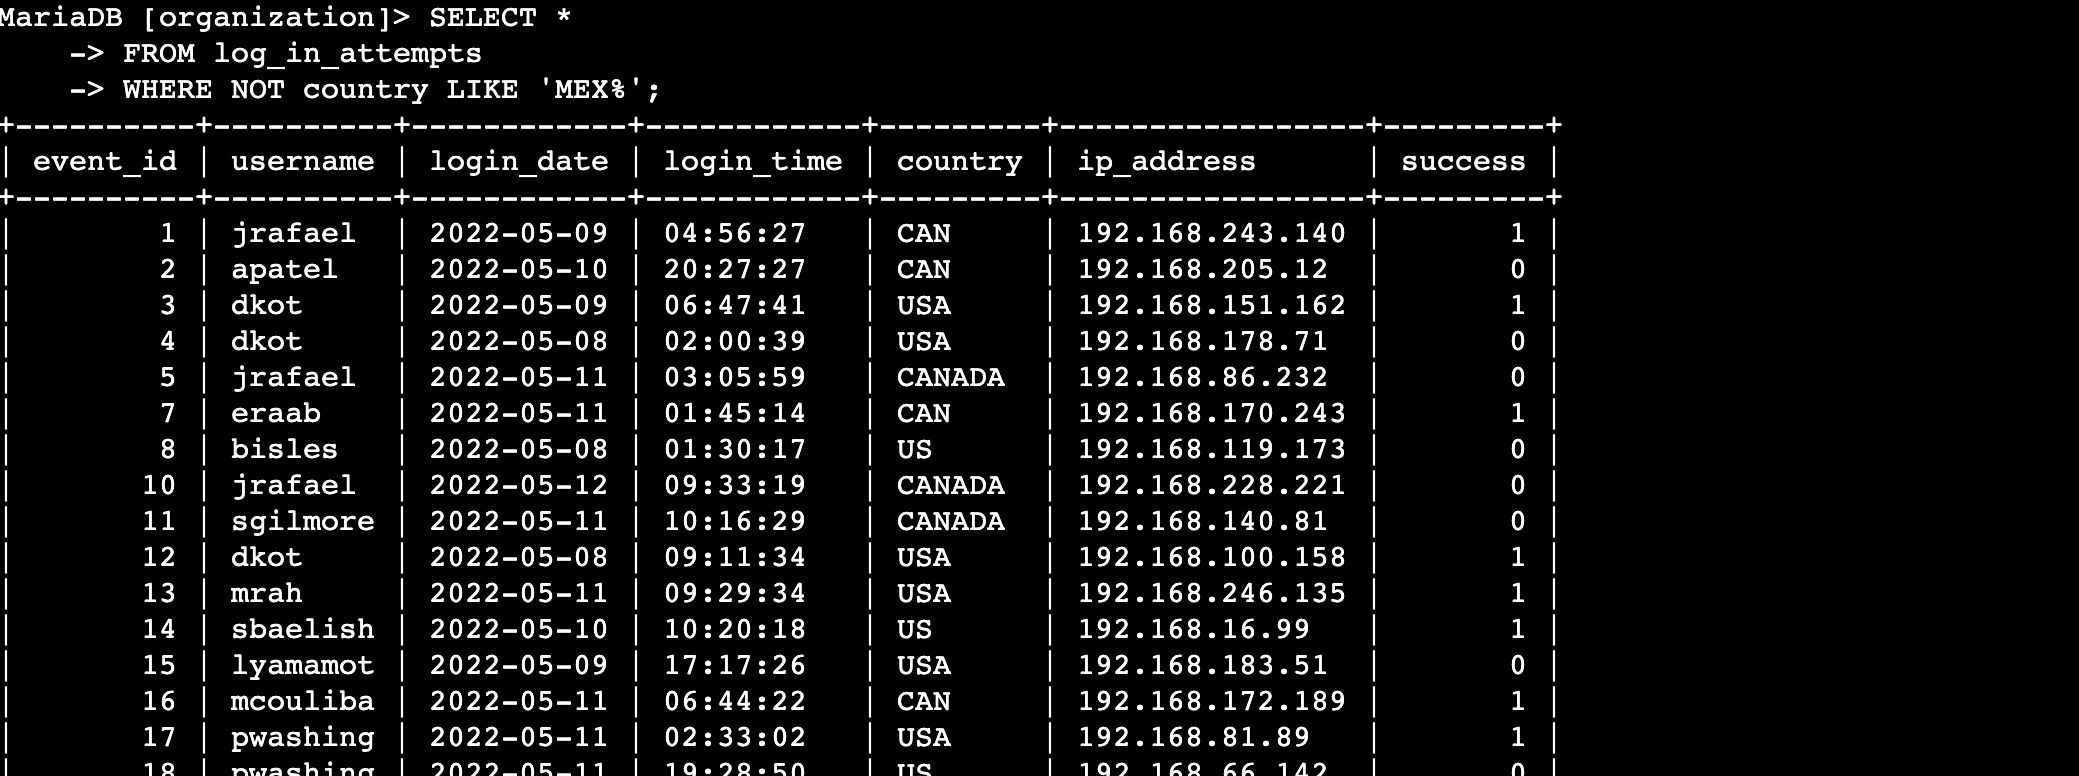 MariaDB [organization]> SELECT *
    -> FROM log_in_attempts
    -> WHERE NOT country LIKE 'MEX%';
+----------+----------+------------+------------+---------+-----------------+---------+
| event_id | username | login_date | login_time | country | ip_address      | success |
+----------+----------+------------+------------+---------+-----------------+---------+
|        1 | jrafael  | 2022-05-09 | 04:56:27   | CAN     | 192.168.243.140 |       1 |
|        2 | apatel   | 2022-05-10 | 20:27:27   | CAN     | 192.168.205.12  |       0 |
|        3 | dkot     | 2022-05-09 | 06:47:41   | USA     | 192.168.151.162 |       1 |
|        4 | dkot     | 2022-05-08 | 02:00:39   | USA     | 192.168.178.71  |       0 |
|        5 | jrafael  | 2022-05-11 | 03:05:59   | CANADA  | 192.168.86.232  |       0 |
|        7 | eraab    | 2022-05-11 | 01:45:14   | CAN     | 192.168.170.243 |       1 |
|        8 | bisles   | 2022-05-08 | 01:30:17   | US      | 192.168.119.173 |       0 |
|       10 | jrafael  | 2022-05-12 | 09:33:19   | CANADA  | 192.168.228.221 |       0 |
|       11 | sgilmore | 2022-05-11 | 10:16:29   | CANADA  | 192.168.140.81  |       0 |
|       12 | dkot     | 2022-05-08 | 09:11:34   | USA     | 192.168.100.158 |       1 |
|       13 | mrah     | 2022-05-11 | 09:29:34   | USA     | 192.168.246.135 |       1 |
|       14 | sbaelish | 2022-05-10 | 10:20:18   | US      | 192.168.16.99   |       1 |
|       15 | lyamamot | 2022-05-09 | 17:17:26   | USA     | 192.168.183.51  |       0 |
|       16 | mcouliba | 2022-05-11 | 06:44:22   | CAN     | 192.168.172.189 |       1 |
|       17 | pwashing | 2022-05-11 | 02:33:02   | USA     | 192.168.81.89   |       1 |
|       18 | pwashing | 2022-05-11 | 19:28:50   | US      | 192.168.66.142  |       0 |